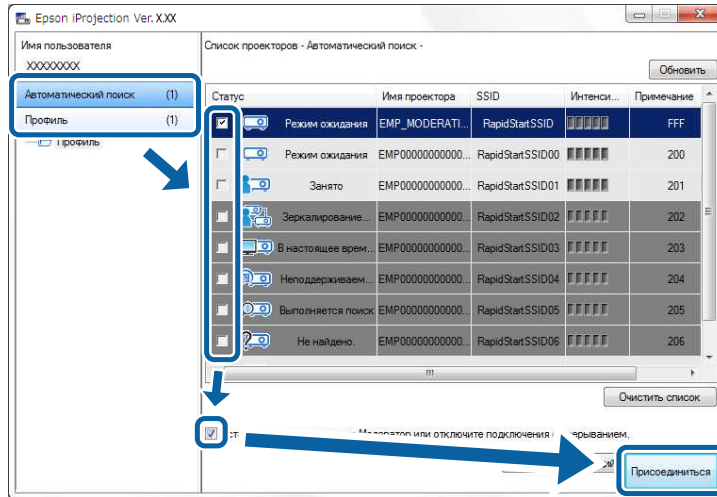 Epson iProjection Ver. X.XX
Имя пользователя
XXXXXXXX
Автоматический поиск (1)
Профиль (1)
Профиль
Список проекторов - Автоматический поиск -
Обновить
Статус Имя проектора SSID Интенси... Примечание
Режим ожидания EMP_MODERATI... RapidStartSSID FFF
Режим ожидания EMP00000000000... RapidStartSSID00 200
Занято EMP00000000000... RapidStartSSID01 201
Зеркалирование... EMP00000000000... RapidStartSSID02 202
В настоящее врем... EMP00000000000... RapidStartSSID03 203
Неподдерживаем... EMP00000000000... RapidStartSSID04 204
Выполняется поиск EMP00000000000... RapidStartSSID05 205
Не найдено. EMP00000000000... RapidStartSSID06 206
Очистить список
Модератор или отключите подключения
Присоединиться